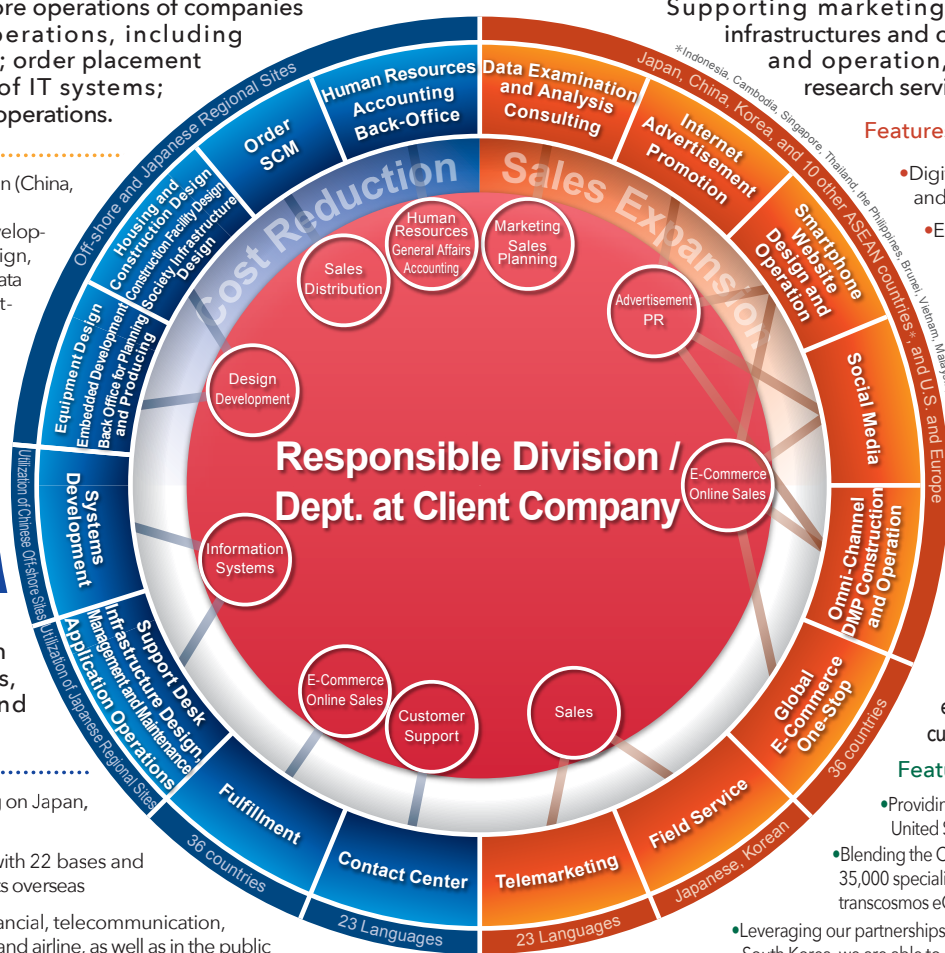 ore operations of companies
perations, including
; order placement
of IT systems;
operations.
n (China,
velop-
ign,
ata
t-
n
s,
nd
g on Japan,
with 22 bases and
ts overseas
ancial, telecommunication,
and airline, as well as in the public
Supporting marketing
infrastructures and c
and operation,
research servi
Feature
•Digi
and
•E
e
cu
Featu
•Providin
United S
•Blending the C
35,000 speciali
transcosmos eC
•Leveraging our partnerships
South Korea, we are able to
Off-shore and Japanese Regional Sites
Japan, China, Korea, and 10 other ASEAN countries*, and U.S. and Europe
*Indonesia, Cambodia, Singapore, Thailand, the Philippines, Brunei, Vietnam, Malays
Human Resources
Accounting
Back-Office
Data Examination
and Analysis
Consulting
Order
SCM
Internet
Advertisement
Promotion
Housing and
Construction Design
Construction Facility Design
Society Infrastructure
Design
Smartphone
Website
Design and
Operation
Equipment Design
Embedded Development
Back Office for Planning
and Producing
Social Media
Utilization of Chinese Off-shore Sites
Systems
Development
Omni-Channel
DMP Construction
and Operation
Utilization of Japanese Regional Sites
Support Desk
Infrastructure Design,
Management and Maintenance
Application Operations
Global
E-Commerce
One-Stop
36 countries
Fulfillment
36 countries
Field Service
Japanese, Korean
Contact Center
23 Languages
Telemarketing
23 Languages
Cost Reduction
Sales Expansion
Human
Resources
General Affairs
Accounting
Marketing
Sales
Planning
Sales
Distribution
Advertisement
PR
Design
Development
Responsible Division /
Dept. at Client Company
E-Commerce
Online Sales
Information
Systems
E-Commerce
Online Sales
Customer
Support
Sales